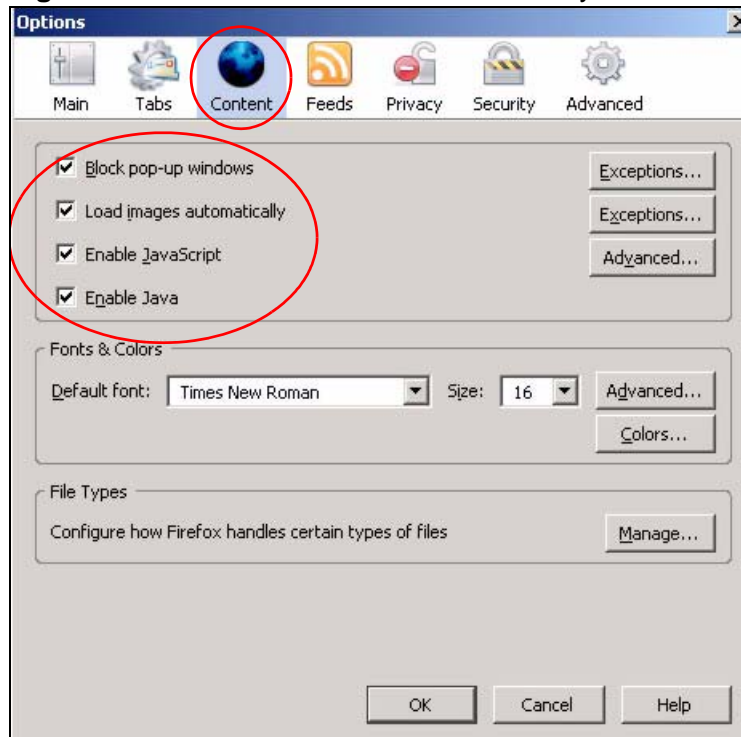 Options
Main Tabs Content Feeds Privacy Security Advanced
Block pop-up windows Exceptions...
Load images automatically Exceptions...
Enable JavaScript Advanced...
Enable Java
Fonts & Colors
Default font: Times New Roman Size: 16 Advanced...
Colors...
File Types
Configure how Firefox handles certain types of files Manage...
OK Cancel Help